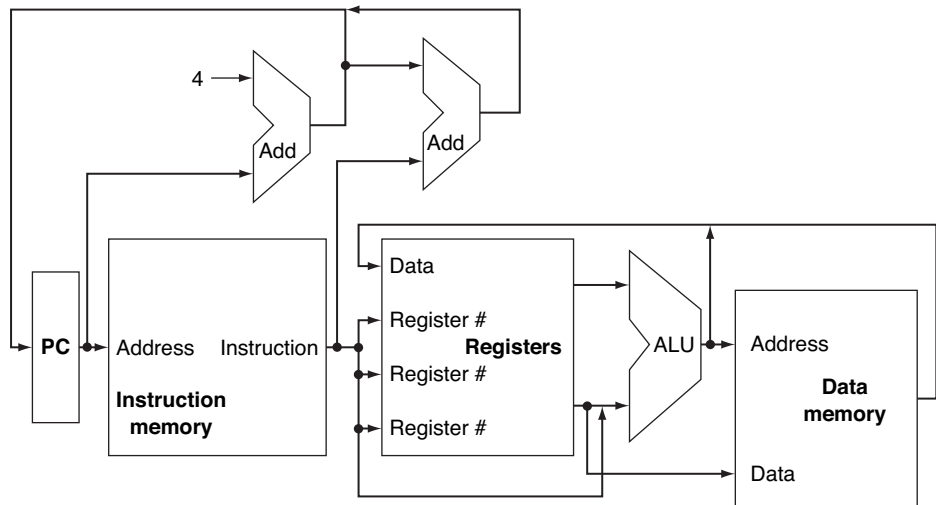 4
Add
Add
Data
Register #
PC
Address
Instruction
Registers
ALU
Address
Instruction
memory
Register #
Data
memory
Register #
Data